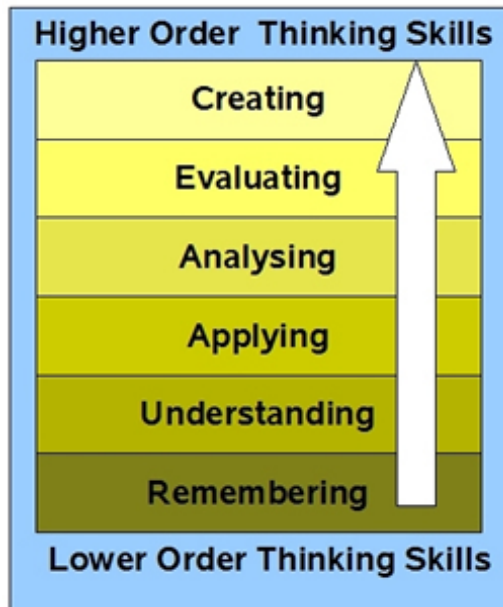 Higher Order Thinking Skills
Creating
Evaluating
Analysing
Applying
Understanding
Remembering
Lower Order Thinking Skills